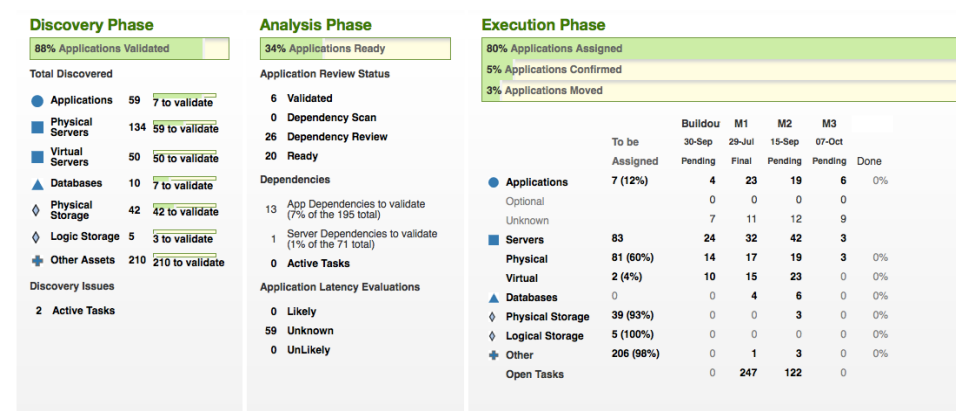 Discovery Phase
88% Applications Validated
Total Discovered
Applications 59 7 to validate
Physical
Servers 134 59 to validate
Virtual
Servers 50 50 to validate
Databases 10 7 to validate
Physical
Storage 42 42 to validate
Logic Storage 5 3 to validate
Other Assets 210 210 to validate
Discovery Issues
2 Active Tasks
Analysis Phase
34% Applications Ready
Application Review Status
6 Validated
0 Dependency Scan
26 Dependency Review
20 Ready
Dependencies
13 App Dependencies to validate
(7% of the 195 total)
1 Server Dependencies to validate
(1% of the 71 total)
0 Active Tasks
Application Latency Evaluations
0 Likely
59 Unknown
0 UnLikely
Execution Phase
80% Applications Assigned
5% Applications Confirmed
3% Applications Moved
Buildou M1 M2 M3
To be 30-Sep 29-Jul 15-Sep 07-Oct
Assigned Pending Final Pending Pending Done
Applications 7 (12%) 4 23 19 6 0%
Optional 0 0 0 0
Unknown 7 11 12 9
Servers 83 24 32 42 3
Physical 81 (60%) 14 17 19 3 0%
Virtual 2 (4%) 10 15 23 0 0%
Databases 0 0 4 6 0 0%
Physical Storage 39 (93%) 0 0 3 0 0%
Logical Storage 5 (100%) 0 0 0 0 0%
Other 206 (98%) 0 1 3 0 0%
Open Tasks 0 247 122 0